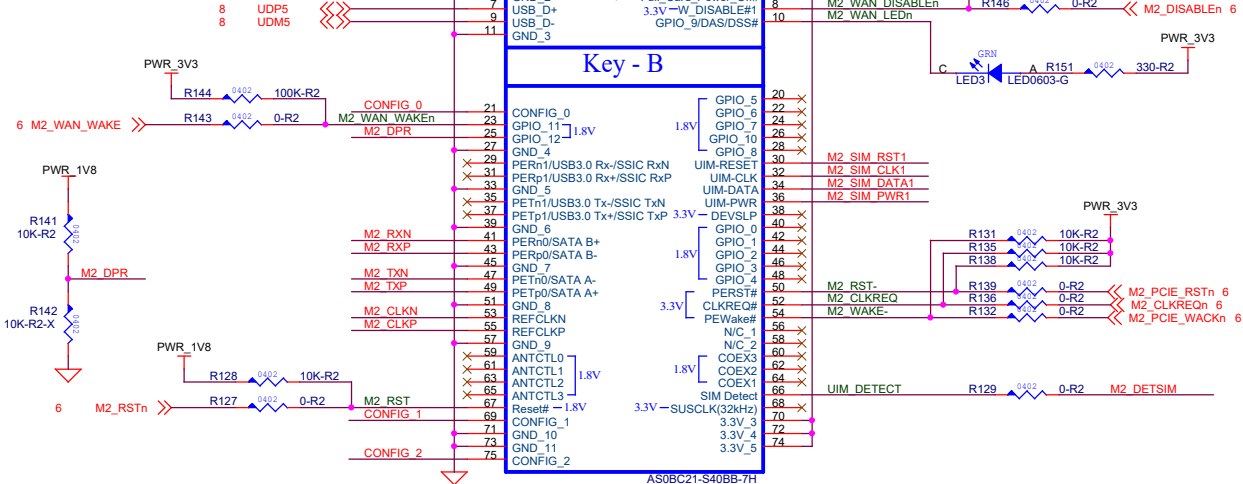 8 UDP5 7 USB D+ 3.3V W_DISABLE#1 8 M2_WAN_DISABLEn R146 0-R2 M2_DISABLEn 6
8 UDM5 9 USB D- GPIO_9/DAS/DSS# 10 M2_WAN_LEDn
11 GND_3
PWR_3V3
GRN
Key - B
PWR_3V3 C A R151 0402 330-R2
LED3 LED0603-G
R144 0402 100K-R2 GPIO_5 20
CONFIG_0 21 CONFIG_0 GPIO_6 22
6 M2_WAN_WAKE R143 0402 0-R2 M2_WAN_WAKEn 23 GPIO_11 1.8V GPIO_7 24
M2_DPR 25 GPIO_12 1.8V GPIO_10 26
27 GND_4 GPIO_8 28
29 PERn1/USB3.0 Rx-/SSIC RxN UIM-RESET 30 M2_SIM_RST1
PWR_1V8 31 PERp1/USB3.0 Rx+/SSIC RxP UIM-CLK 32 M2_SIM_CLK1
33 GND_5 UIM-DATA 34 M2_SIM_DATA1
35 PETn1/USB3.0 Tx-/SSIC TxN UIM-PWR 36 M2_SIM_PWR1
R141 10K-R2 0402 37 PETp1/USB3.0 Tx+/SSIC TxP 3.3V DEVSLP 38 PWR_3V3
39 GND_6 GPIO_0 40
M2_RXN 41 PERn0/SATA B+ GPIO_1 42 R131 0402 10K-R2
M2_RXP 43 PERp0/SATA B- 1.8V GPIO_2 44 R135 0402 10K-R2
45 GND_7 GPIO_3 46 R138 0402 10K-R2
M2_DPR M2_TXN 47 PETn0/SATA A- GPIO_4 48
M2_TXP 49 PETp0/SATA A+ PERST# 50 M2_RST- R139 0402 0-R2 M2_PCIE_RSTn 6
R142 10K-R2-X 0402 51 GND_8 3.3V CLKREQ# 52 M2_CLKREQ R136 0402 0-R2 M2_CLKREQn 6
M2_CLKN 53 REFCLKN PEWake# 54 M2_WAKE- R132 0402 0-R2 M2_PCIE_WACKn 6
M2_CLKP 55 REFCLKP N/C_1 56
PWR_1V8 57 GND_9 N/C_2 58
59 ANTCTL0 COEX3 60
61 ANTCTL1 1.8V 1.8V COEX2 62
R128 0402 10K-R2 63 ANTCTL2 COEX1 64
65 ANTCTL3 SIM Detect 66 UIM_DETECT R129 0402 0-R2 M2_DETSIM
6 M2_RSTn R127 0402 0-R2 M2_RST 67 Reset# 1.8V 3.3V SUSCLK(32kHz) 68
CONFIG_1 69 CONFIG_1 3.3V_3 70
71 GND_10 3.3V_4 72
73 GND_11 3.3V_5 74
CONFIG_2 75 CONFIG_2
AS0BC21-S40BB-7H